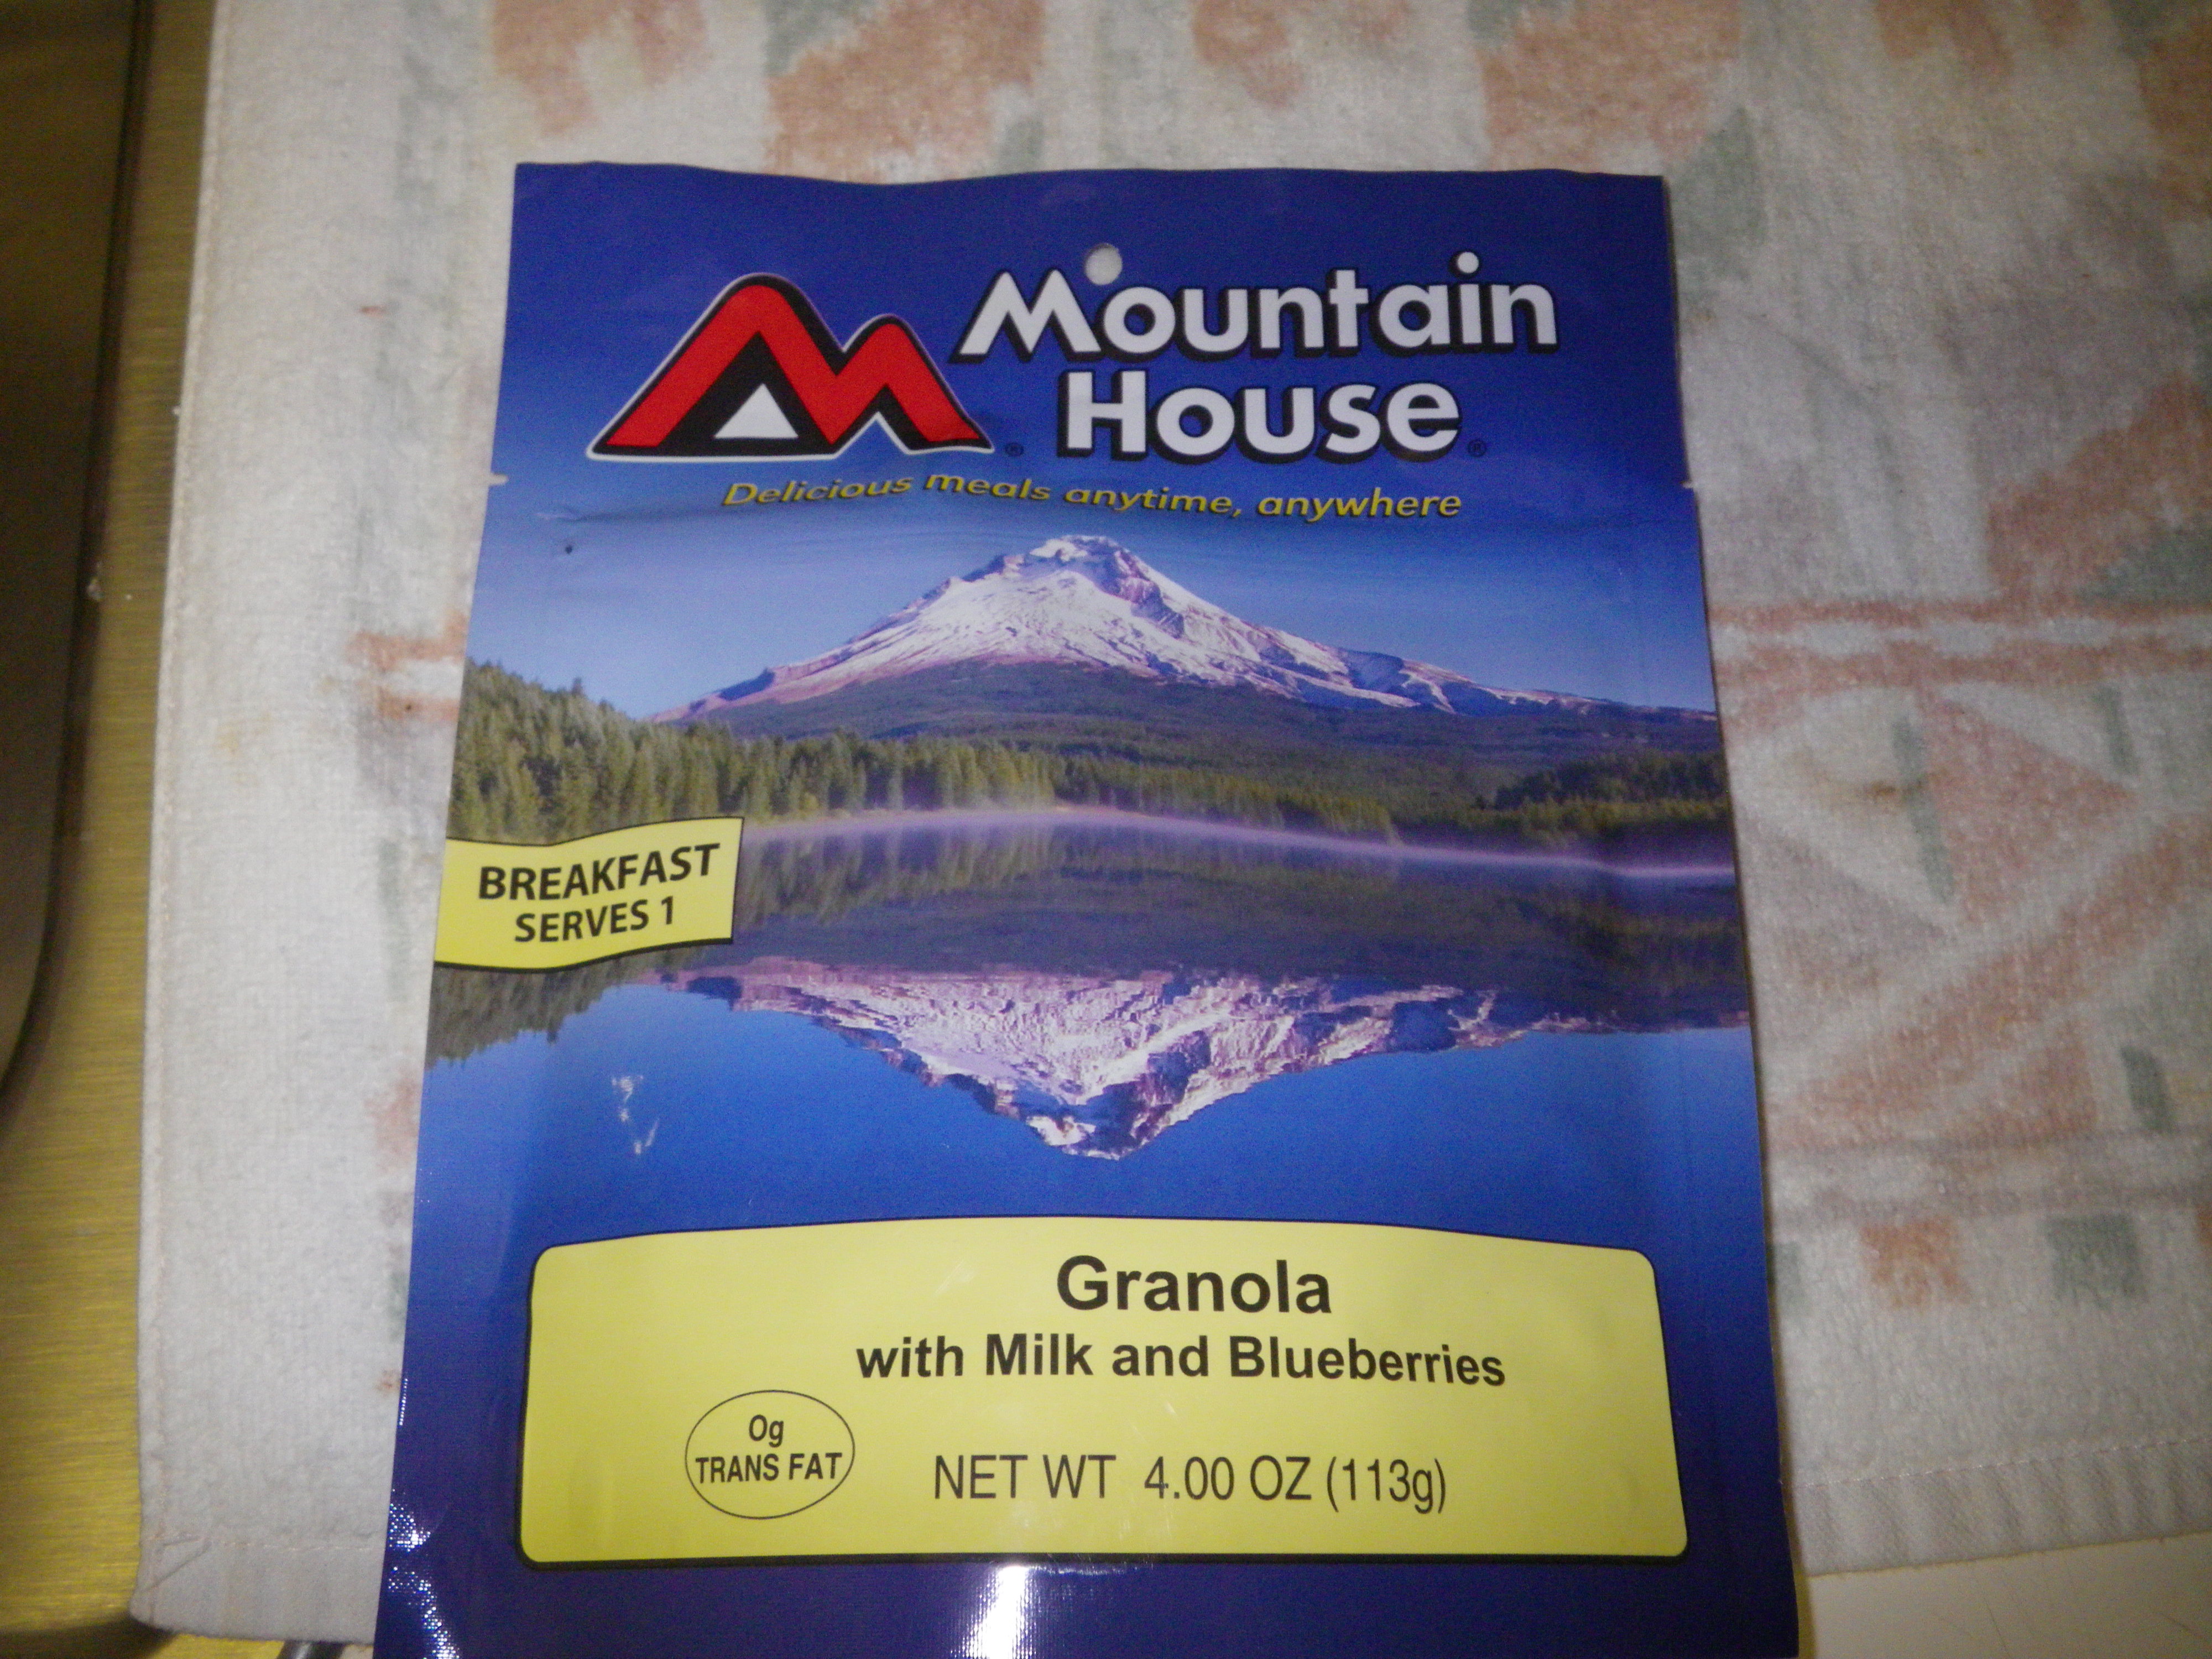 Mountain
House®
Delicious meals anytime, anywhere
BREAKFAST
SERVES 1
Granola
with Milk and Blueberries
0g
TRANS FAT
NET WT 4.00 OZ (113g)